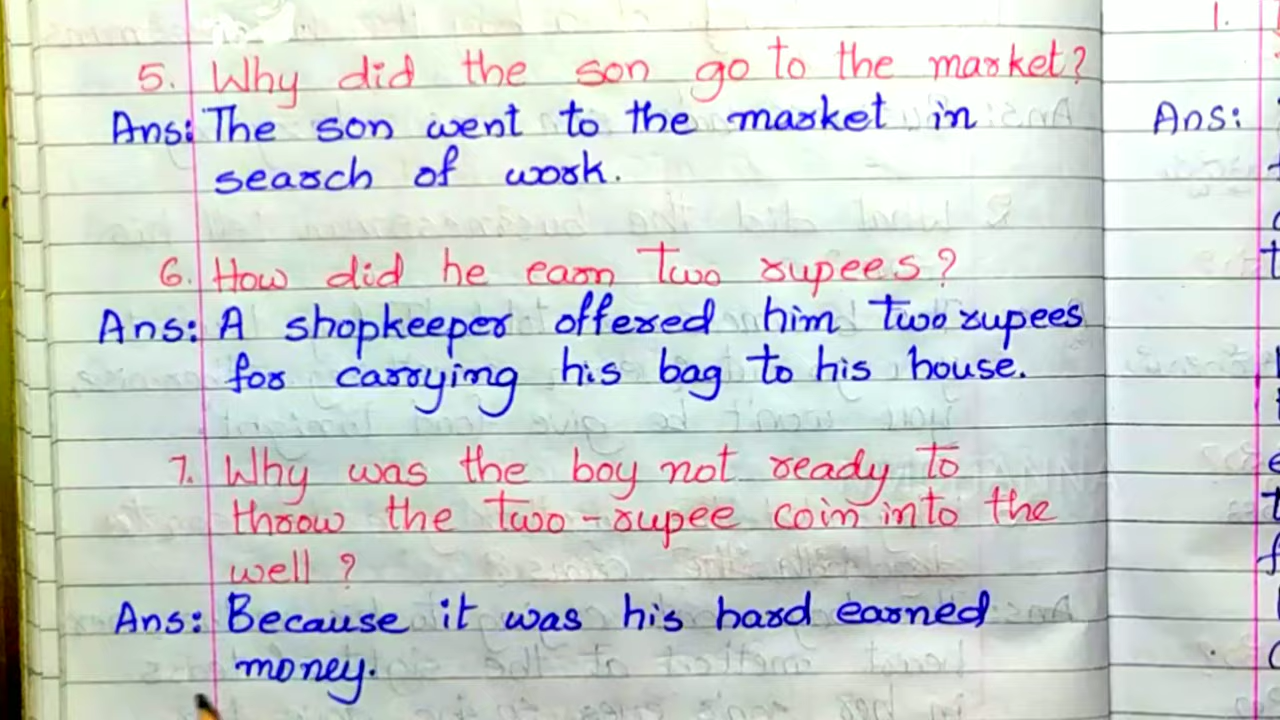 5. Why did the son go to the market?
Ans: The son went to the market in
search of work.
6. How did he earn Two rupees?
Ans: A shopkeeper offered him two rupees
for carrying his bag to his house.
7. Why was the boy not ready to
throw the two-rupee coin into the
well?
Ans: Because it was his hard earned
money.
1.
Ans: